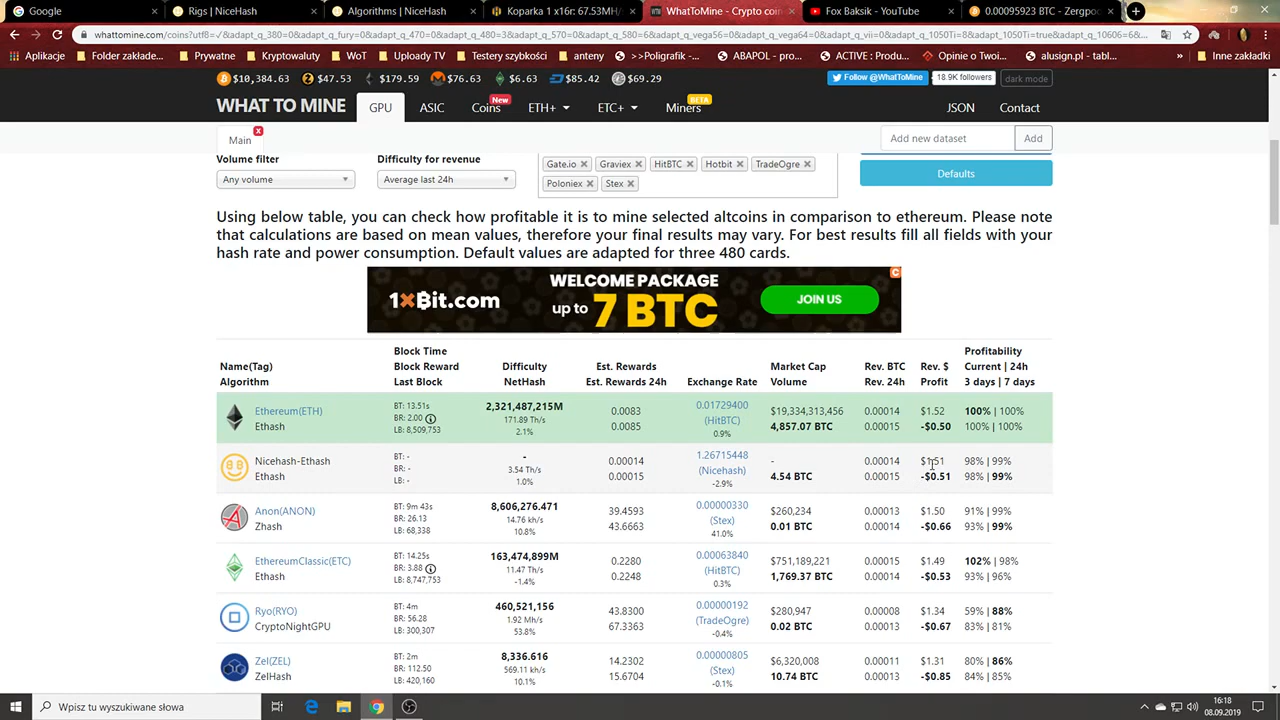 Google
Rigs | NiceHash
Algorithms | NiceHash
Koparka 1 x16r: 67.53MH/
WhatToMine - Crypto coin
Fox Baksik - YouTube
0.00095923 BTC - Zergpoo
whattomine.com/coins?utf8=✓&adapt_q_380=0&adapt_q_fury=0&adapt_q_470=0&adapt_q_480=3&adapt_q_570=0&adapt_q_580=6&adapt_q_vega56=0&adapt_q_vega64=0&adapt_q_vii=0&adapt_q_1050Ti=8&adapt_1050Ti=true&adapt_q_10606=6&...
Aplikacje
Folder zakłade...
Prywatne
Kryptowaluty
WoT
Uploady TV
Testery szybkości
anteny
>>Poligrafik...
ABAPOL - pro...
ACTIVE : Produ...
Opinie o Twoi...
alusign.pl - tabl...
»
Inne zakładki
$10,384.63 $47.53 $179.59 $76.63 $6.63 $85.42 $69.29
Follow @WhatToMine 18.9K followers dark mode
WHAT TO MINE GPU ASIC Coins New ETH+ ETC+ Miners BETA JSON Contact
Main x
Add new dataset Add
Volume filter
Any volume
Difficulty for revenue
Average last 24h
Gate.io Graviex HitBTC Hotbit TradeOgre
Poloniex Stex
Defaults
Using below table, you can check how profitable it is to mine selected altcoins in comparison to ethereum. Please note
that calculations are based on mean values, therefore your final results may vary. For best results fill all fields with your
hash rate and power consumption. Default values are adapted for three 480 cards.
1XBit.com
WELCOME PACKAGE
up to 7 BTC
JOIN US
C
Name(Tag)
Algorithm
Block Time
Block Reward
Last Block
Difficulty
NetHash
Est. Rewards
Est. Rewards 24h
Exchange Rate
Market Cap
Volume
Rev. BTC
Rev. 24h
Rev. $
Profit
Profitability
Current | 24h
3 days | 7 days
Ethereum(ETH)
Ethash
BT: 13.51s
BR: 2.00
LB: 8,509,753
2,321,487,215M
171.89 Th/s
2.1%
0.0083
0.0085
0.01729400
(HitBTC)
0.9%
$19,334,313,456
4,857.07 BTC
0.00014
0.00015
$1.52
-$0.50
100% | 100%
100% | 100%
Nicehash-Ethash
Ethash
BT: -
BR: -
LB: -
-
3.54 Th/s
1.0%
0.00014
0.00015
1.26715448
(Nicehash)
-2.9%
-
4.54 BTC
0.00014
0.00015
$1.51
-$0.51
98% | 99%
98% | 99%
Anon(ANON)
Zhash
BT: 9m 43s
BR: 26.13
LB: 68,338
8,606,276.471
14.76 kh/s
10.8%
39.4593
43.6663
0.00000330
(Stex)
41.0%
$260,234
0.01 BTC
0.00013
0.00014
$1.50
-$0.66
91% | 99%
93% | 99%
EthereumClassic(ETC)
Ethash
BT: 14.25s
BR: 3.88
LB: 8,747,753
163,474,899M
11.47 Th/s
-1.4%
0.2280
0.2248
0.00063840
(HitBTC)
0.3%
$751,189,221
1,769.37 BTC
0.00015
0.00014
$1.49
-$0.53
102% | 98%
93% | 96%
Ryo(RYO)
CryptoNightGPU
BT: 4m
BR: 56.28
LB: 300,307
460,521,156
1.92 Mh/s
53.8%
43.8300
67.3363
0.00000192
(TradeOgre)
-0.4%
$280,947
0.02 BTC
0.00008
0.00013
$1.34
-$0.67
59% | 88%
83% | 81%
Zel(ZEL)
ZelHash
BT: 2m
BR: 112.50
LB: 420,160
8,336.616
569.11 kh/s
10.1%
14.2302
15.6704
0.00000805
(Stex)
-0.1%
$6,320,008
10.74 BTC
0.00011
0.00013
$1.31
-$0.85
80% | 86%
84% | 85%
Wpisz tu wyszukiwane słowa
16:18
08.09.2019